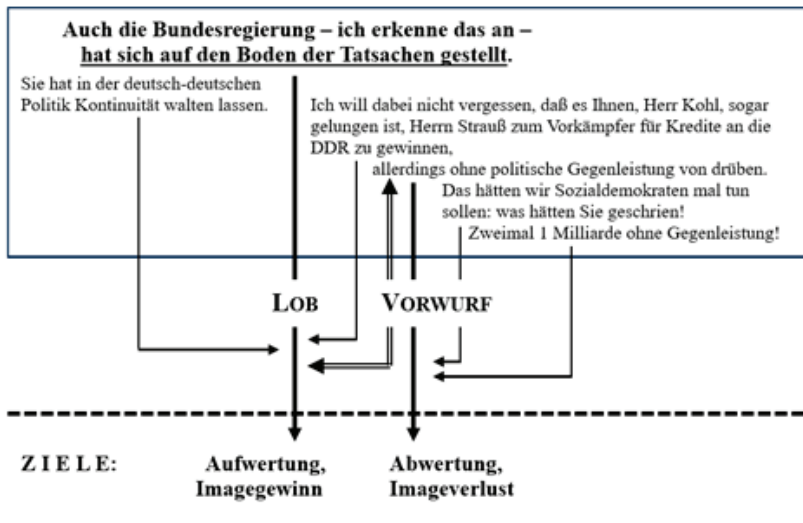 Auch die Bundesregierung – ich erkenne das an –
hat sich auf den Boden der Tatsachen gestellt.
Sie hat in der deutsch-deutschen
Politik Kontinuität walten lassen.
Ich will dabei nicht vergessen, daß es Ihnen, Herr Kohl, sogar
gelungen ist, Herrn Strauß zum Vorkämpfer für Kredite an die
DDR zu gewinnen,
allerdings ohne politische Gegenleistung von drüben.
Das hätten wir Sozialdemokraten mal tun
sollen: was hätten Sie geschrien!
Zweimal 1 Milliarde ohne Gegenleistung!
LOB VORWURF
ZIELE: Aufwertung, Abwertung,
Imagegewinn Imageverlust